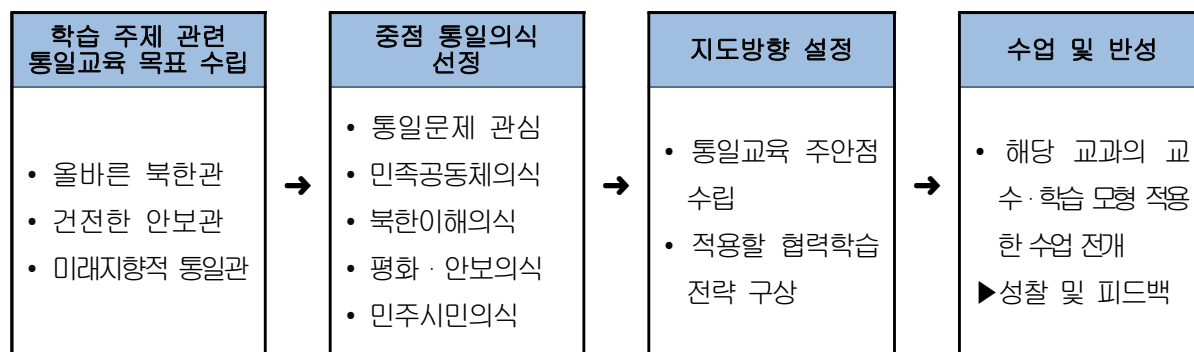 학습 주제 관련
통일교육 목표 수립
• 올바른 북한관
• 건전한 안보관
• 미래지향적 통일관
➜
중점 통일의식
선정
• 통일문제 관심
• 민족공동체의식
• 북한이해의식
• 평화 · 안보의식
• 민주시민의식
➜
지도방향 설정
• 통일교육 주안점
수립
• 적용할 협력학습
전략 구상
➜
수업 및 반성
• 해당 교과의 교
수 · 학습 모형 적용
한 수업 전개
▶성찰 및 피드백